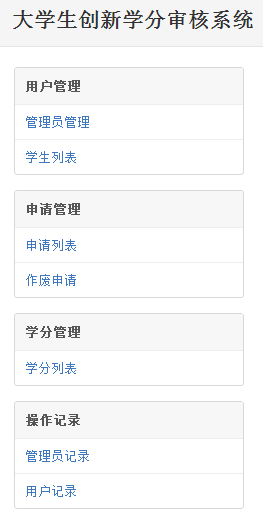 大学生创新学分审核系统
用户管理
管理员管理
学生列表
申请管理
申请列表
作废申请
学分管理
学分列表
操作记录
管理员记录
用户记录